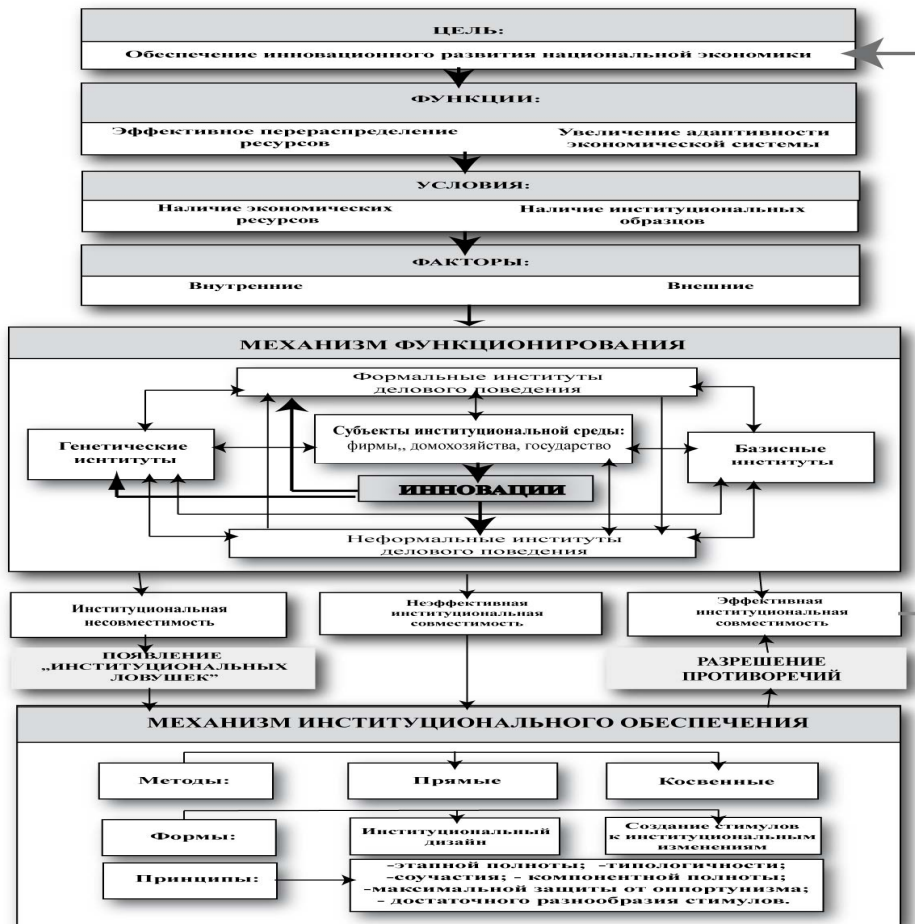 ЦЕЛЬ:
Обеспечение инновационного развития национальной экономики
ФУНКЦИИ:
Эффективное перераспределение
ресурсов
Увеличение адаптивности
экономической системы
УСЛОВИЯ:
Наличие экономических
ресурсов
Наличие институциональных
образцов
ФАКТОРЫ:
Внутренние
Внешние
МЕХАНИЗМ ФУНКЦИОНИРОВАНИЯ
Формальные институты
делового поведения
Генетические
иснтитуты
Субъекты институциональной среды:
фирмы,, домохозяйства, государство
Базисные
институты
ИННОВАЦИИ
Неформальные институты
делового поведения
Институциональная
несовместимость
Неэффективная
институциональная
совместимость
Эффективная
институциональная
совместимость
ПОЯВЛЕНИЕ
„ИНСТИТУЦИОНАЛЬНЫХ
ЛОВУШЕК”
РАЗРЕШЕНИЕ
ПРОТИВОРЕЧИЙ
МЕХАНИЗМ ИНСТИТУЦИОНАЛЬНОГО ОБЕСПЕЧЕНИЯ
Методы:
Прямые
Косвенные
Формы:
Институциональный
дизайн
Создание стимулов
к институциональным
изменениям
Принципы:
-этапной полноты; -типологичности;
-соучастия; - компонентной полноты;
-максимальной защиты от оппортунизма;
- достаточного разнообразия стимулов.